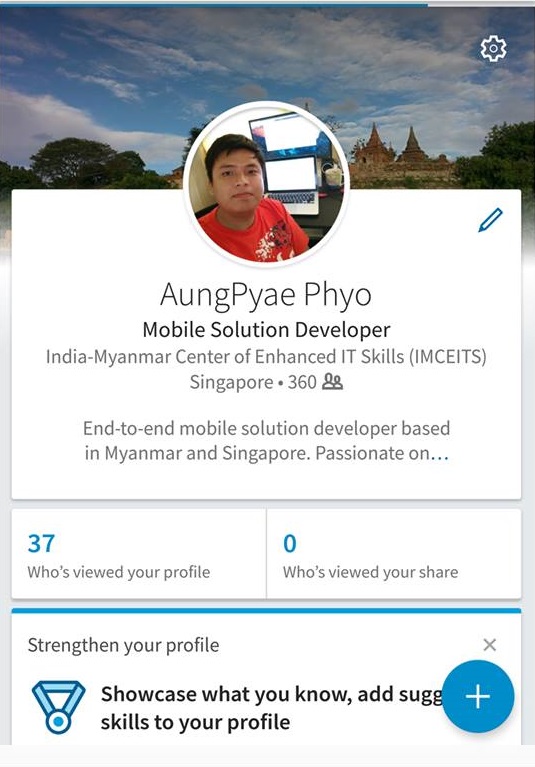 AungPyae Phyo
Mobile Solution Developer
India-Myanmar Center of Enhanced IT Skills (IMCEITS)
Singapore • 360
End-to-end mobile solution developer based
in Myanmar and Singapore. Passionate on…
37
Who's viewed your profile
0
Who's viewed your share
Strengthen your profile
Showcase what you know, add sugg
skills to your profile